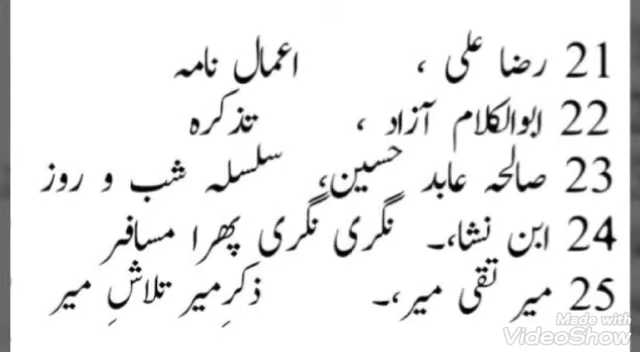 21 رضا علی ، اعمال نامہ
22 ابوالکلام آزاد ، تذکرہ
23 صالحہ عابد حسین، سلسلہ شب و روز
24 ابن نشا،۔ نگری نگری پھرا مسافر
25 میر تقی میر،۔ ذکرِ میر تلاشِ میر
Made with
VideoShow